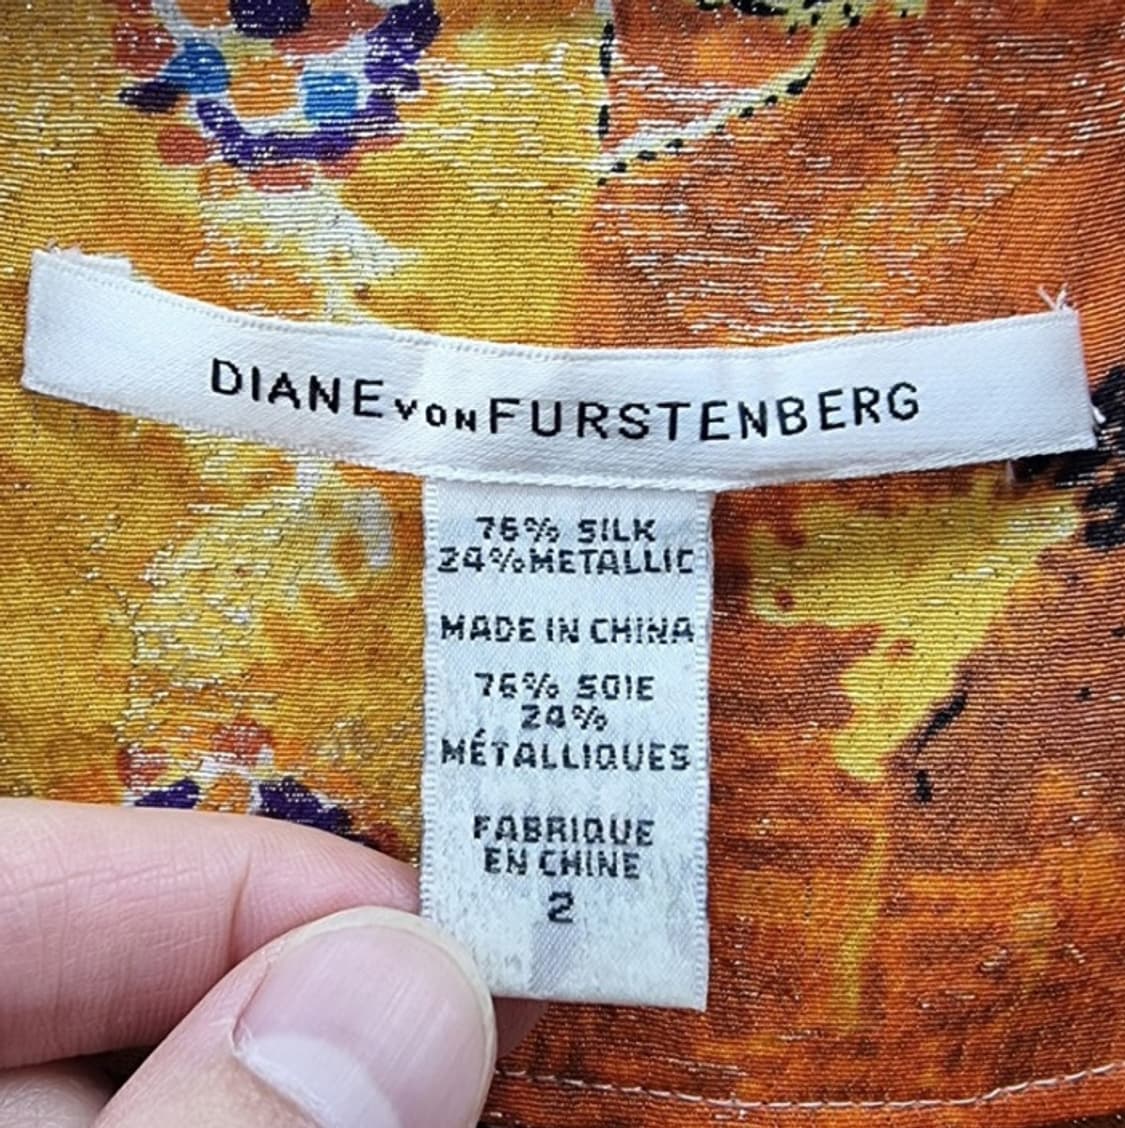 DIANE VON FURSTENBERG
76% SILK
24% METALLIC
MADE IN CHINA
76% SOIE
24%
MÉTALLIQUES
FABRIQUE
EN CHINE
2